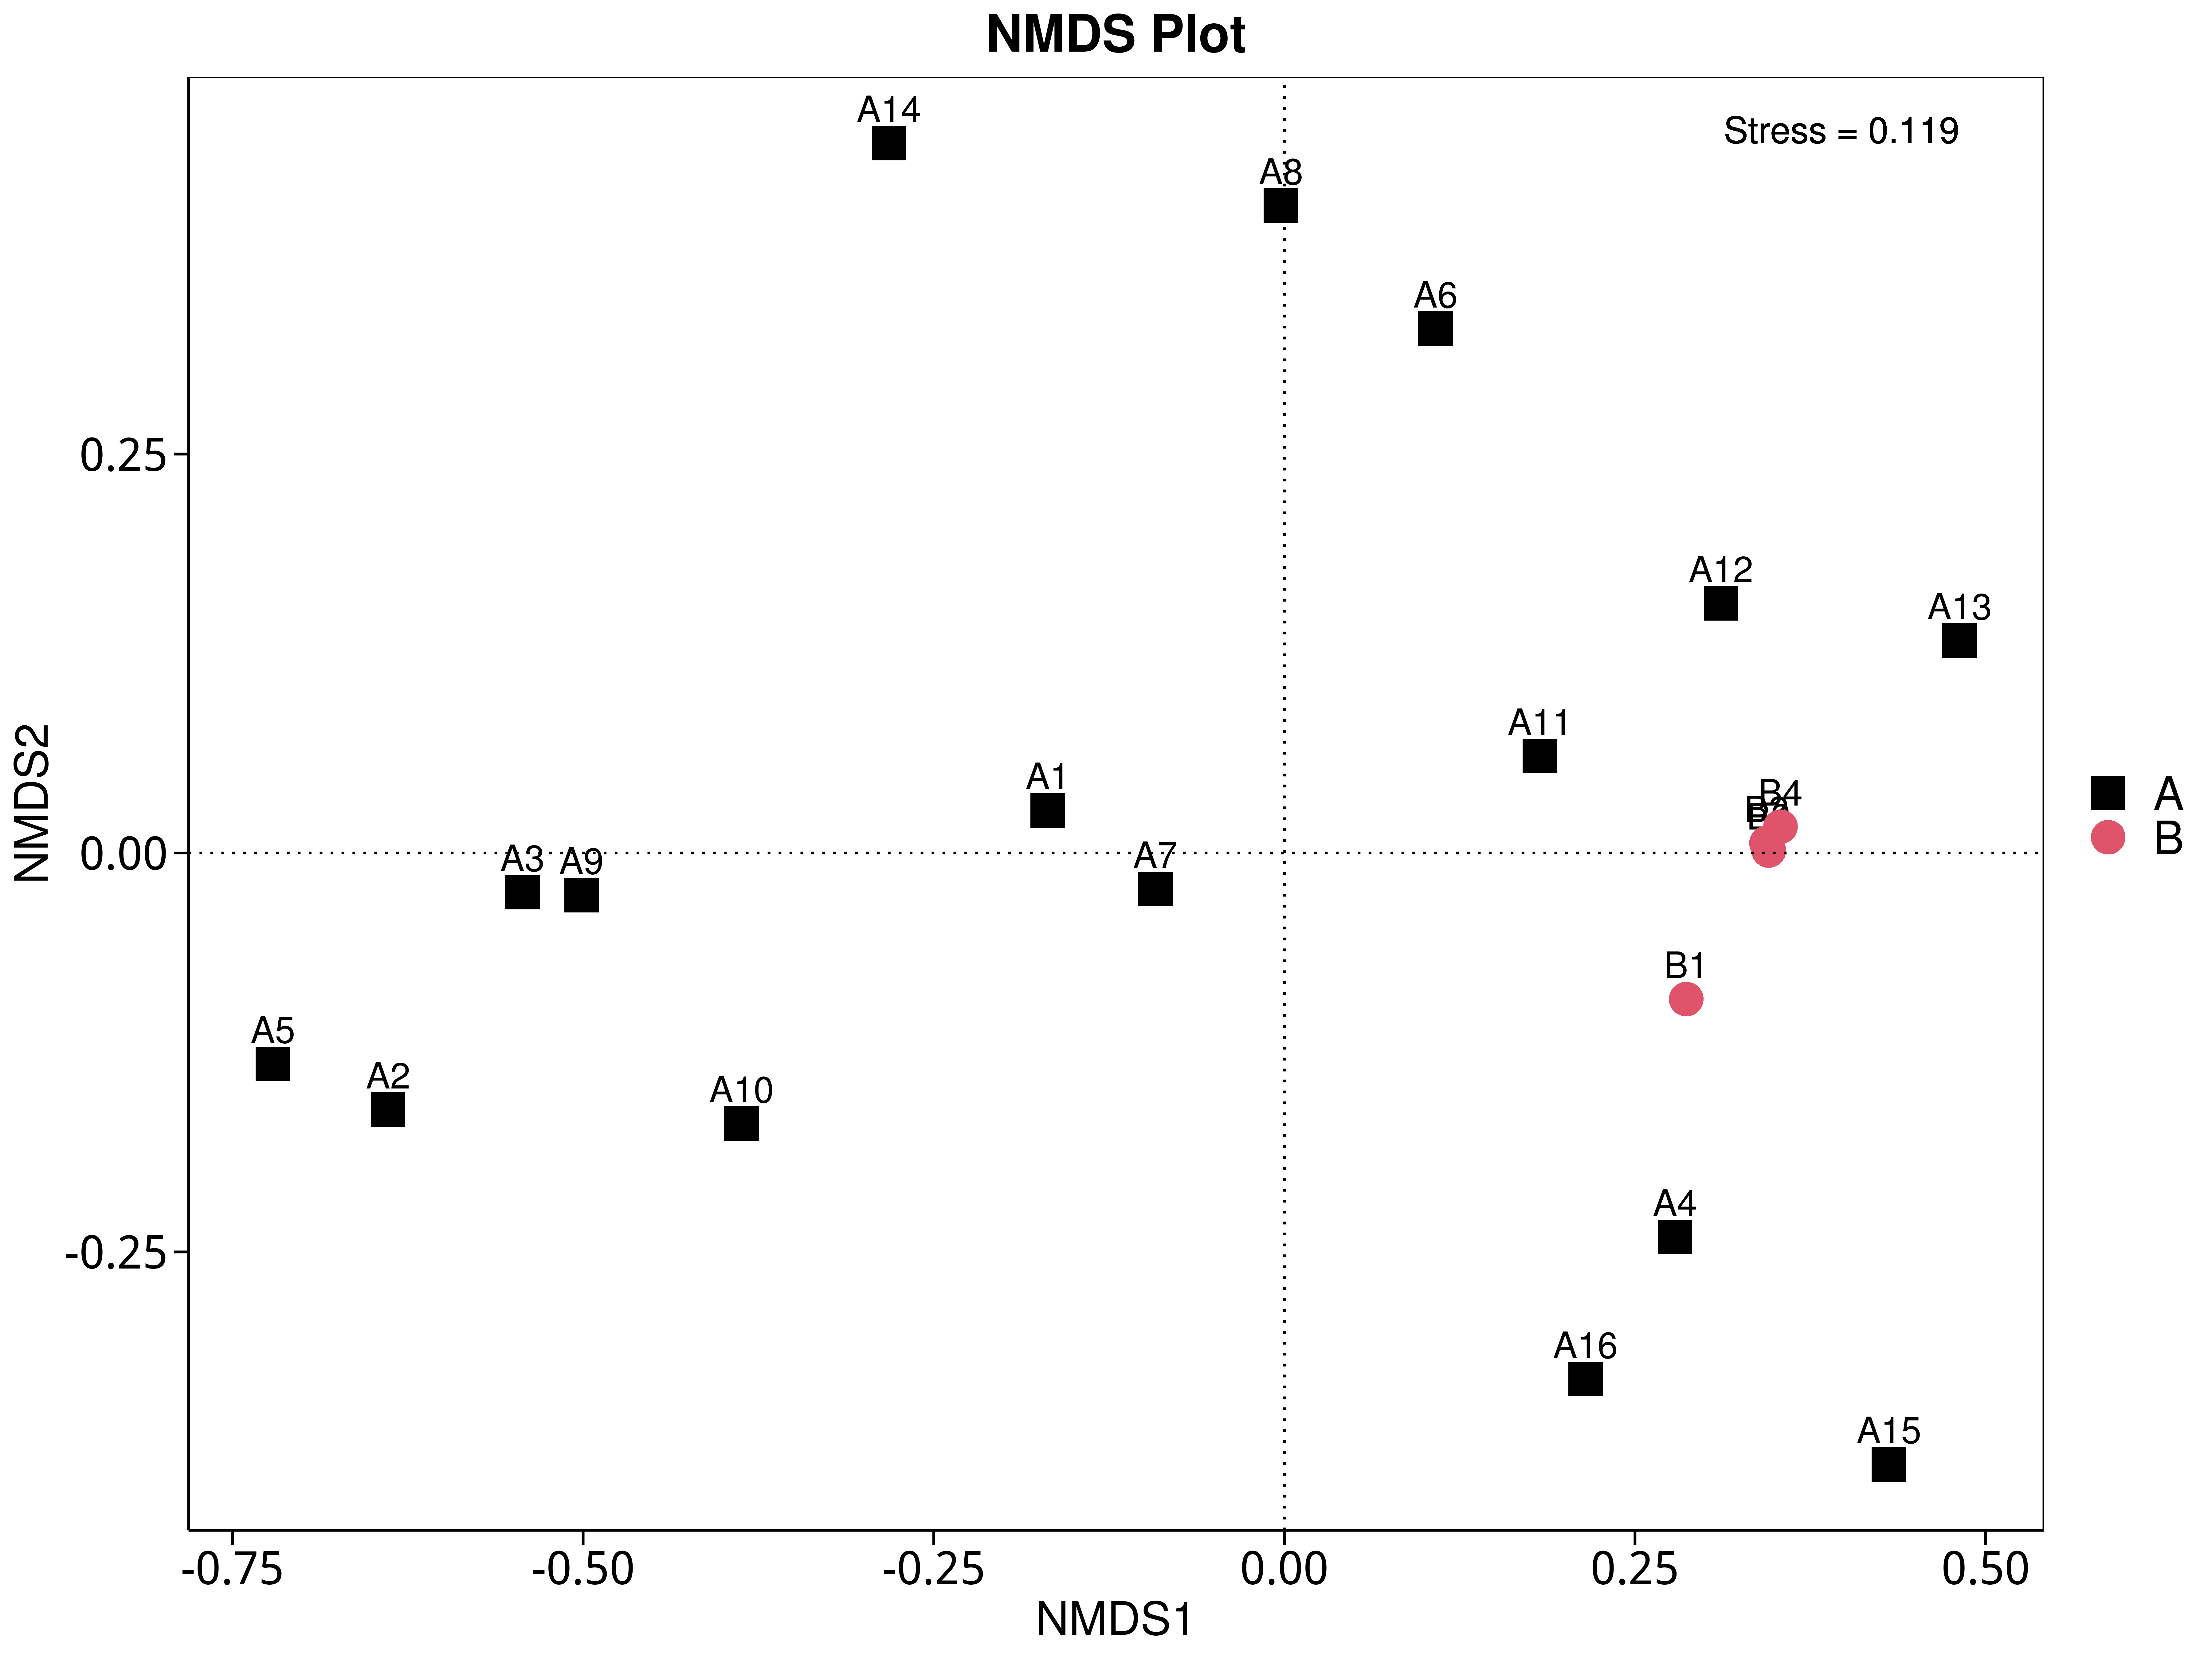 NMDS Plot
Stress = 0.119
A14
A8
A6
A12
A13
A11
A1
B4
A3
A9
A7
B1
A5
A2
A10
A4
A16
A15
0.25
0.00
-0.25
NMDS2
-0.75
-0.50
-0.25
0.00
0.25
0.50
NMDS1
A
B